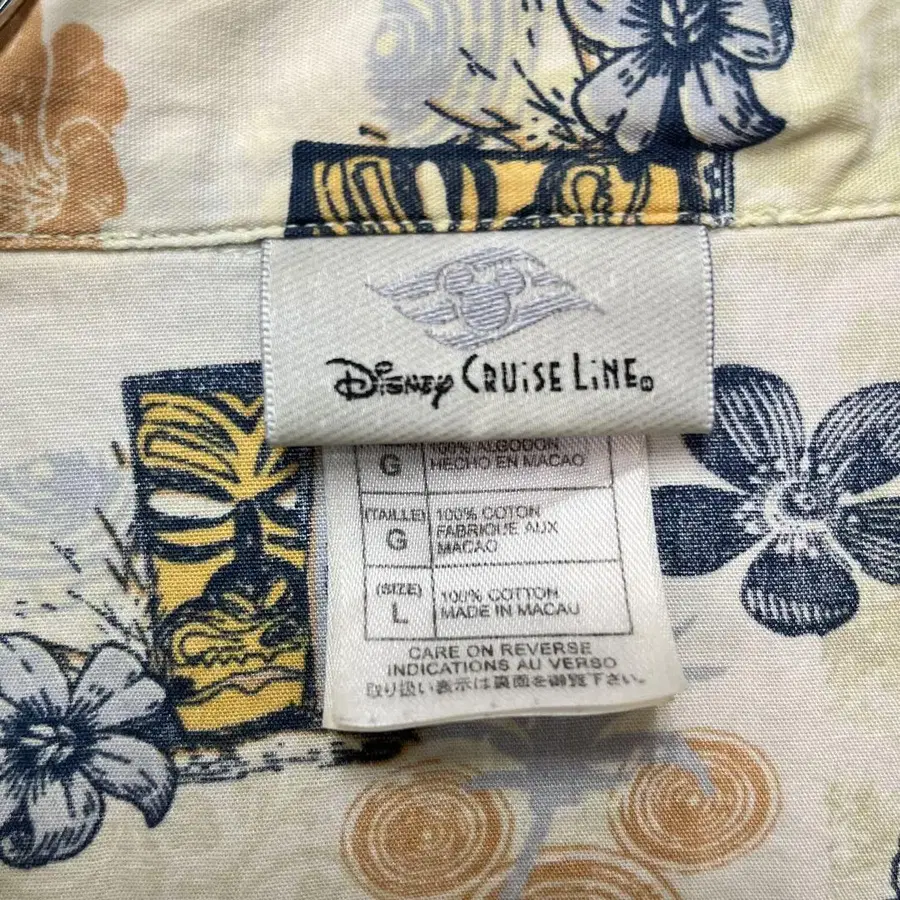 Disney CRUiSE LiNE®
100% ALGODON
G HECHO EN MACAO
(TAILLE) 100% COTON
G FABRIQUE AUX
MACAO
(SIZE) 100% COTTON
L MADE IN MACAU
CARE ON REVERSE
INDICATIONS AU VERSO
取り扱い表示は裏面を御覧下さい。